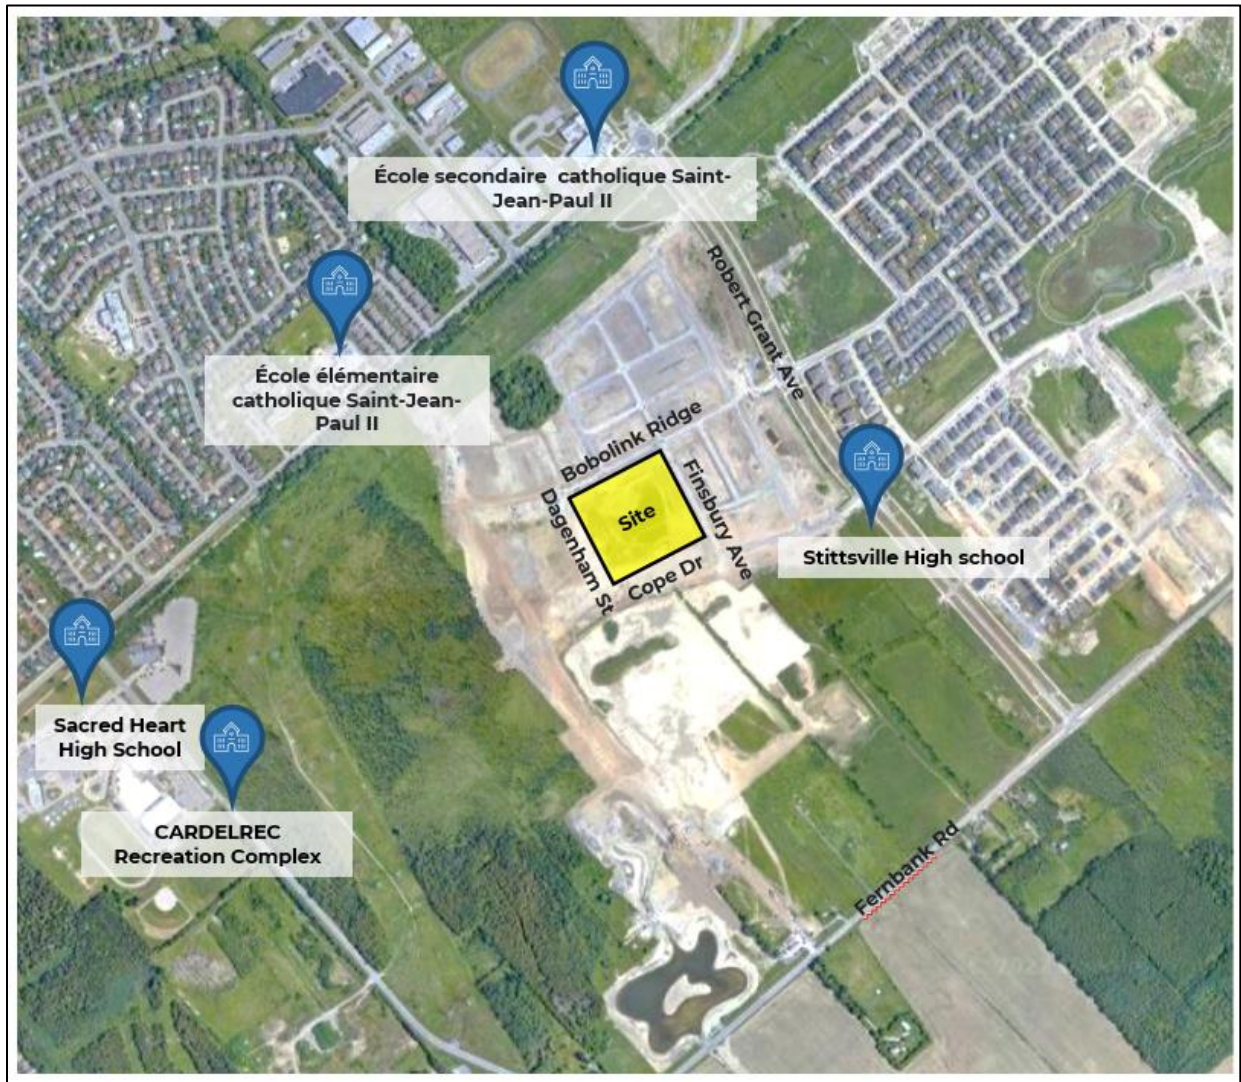 École secondaire catholique Saint-
Jean-Paul II
Robert Grant Ave
École élémentaire
catholique Saint-Jean-
Paul II
Bobolink Ridge
Finsbury Ave
Site
Dagenham St
Cope Dr
Stittsville High school
Sacred Heart
High School
CARDELREC
Recreation Complex
Fernbank Rd